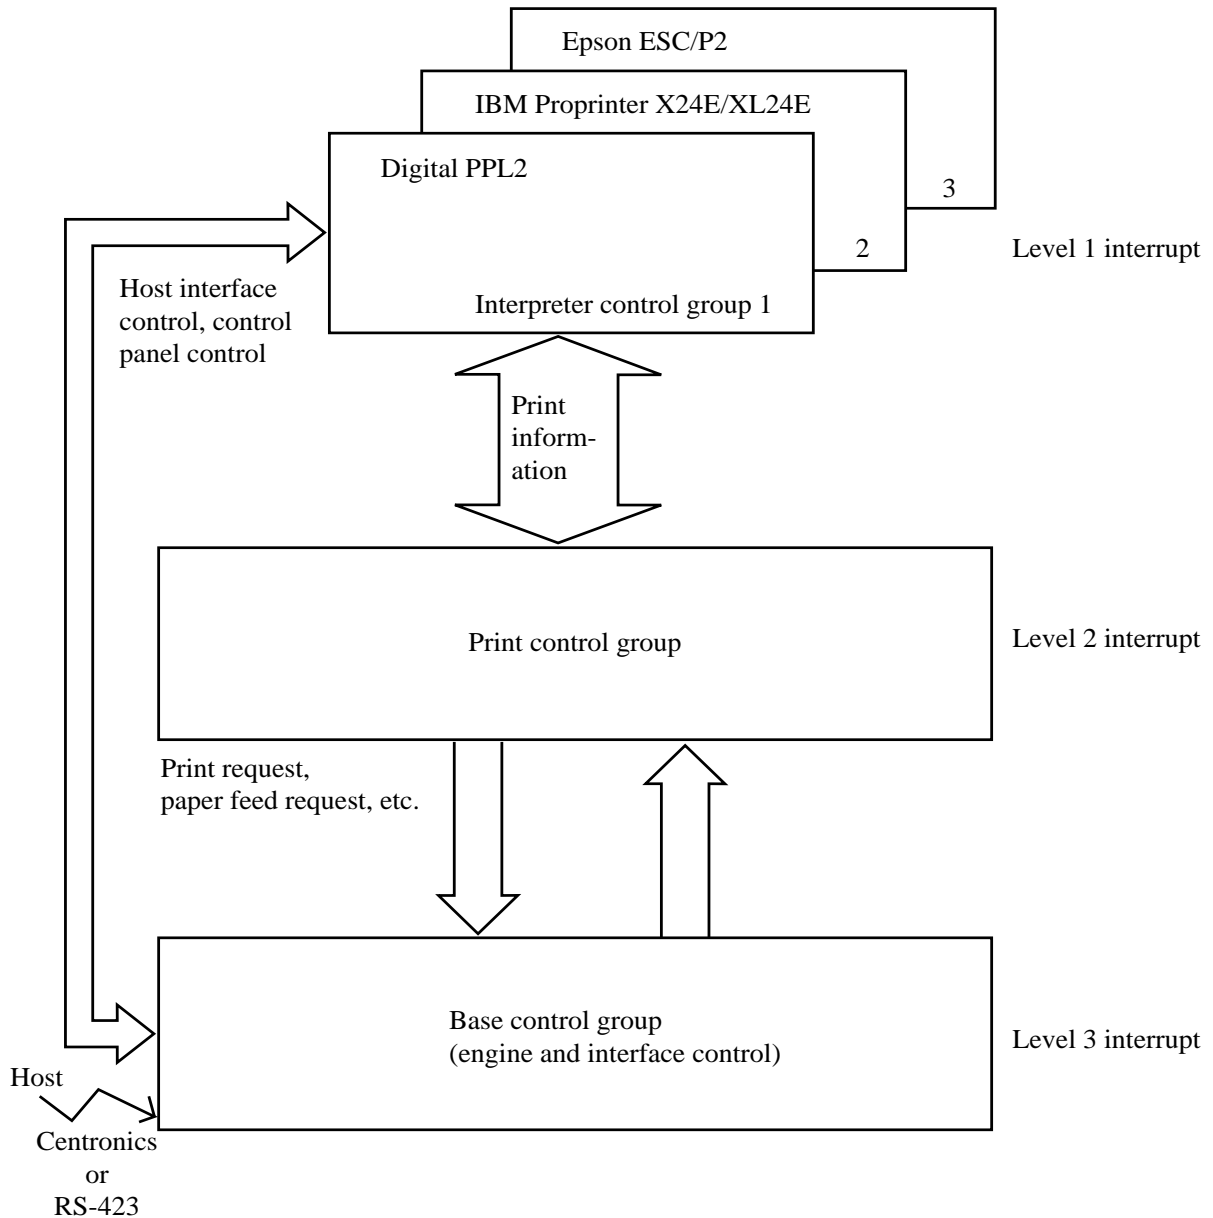 Epson ESC/P2
IBM Proprinter X24E/XL24E
Digital PPL2
3
2
Level 1 interrupt
Host interface
control, control
panel control
Interpreter control group 1
Print
inform-
ation
Print control group
Level 2 interrupt
Print request,
paper feed request, etc.
Base control group
(engine and interface control)
Level 3 interrupt
Host
Centronics
or
RS-423